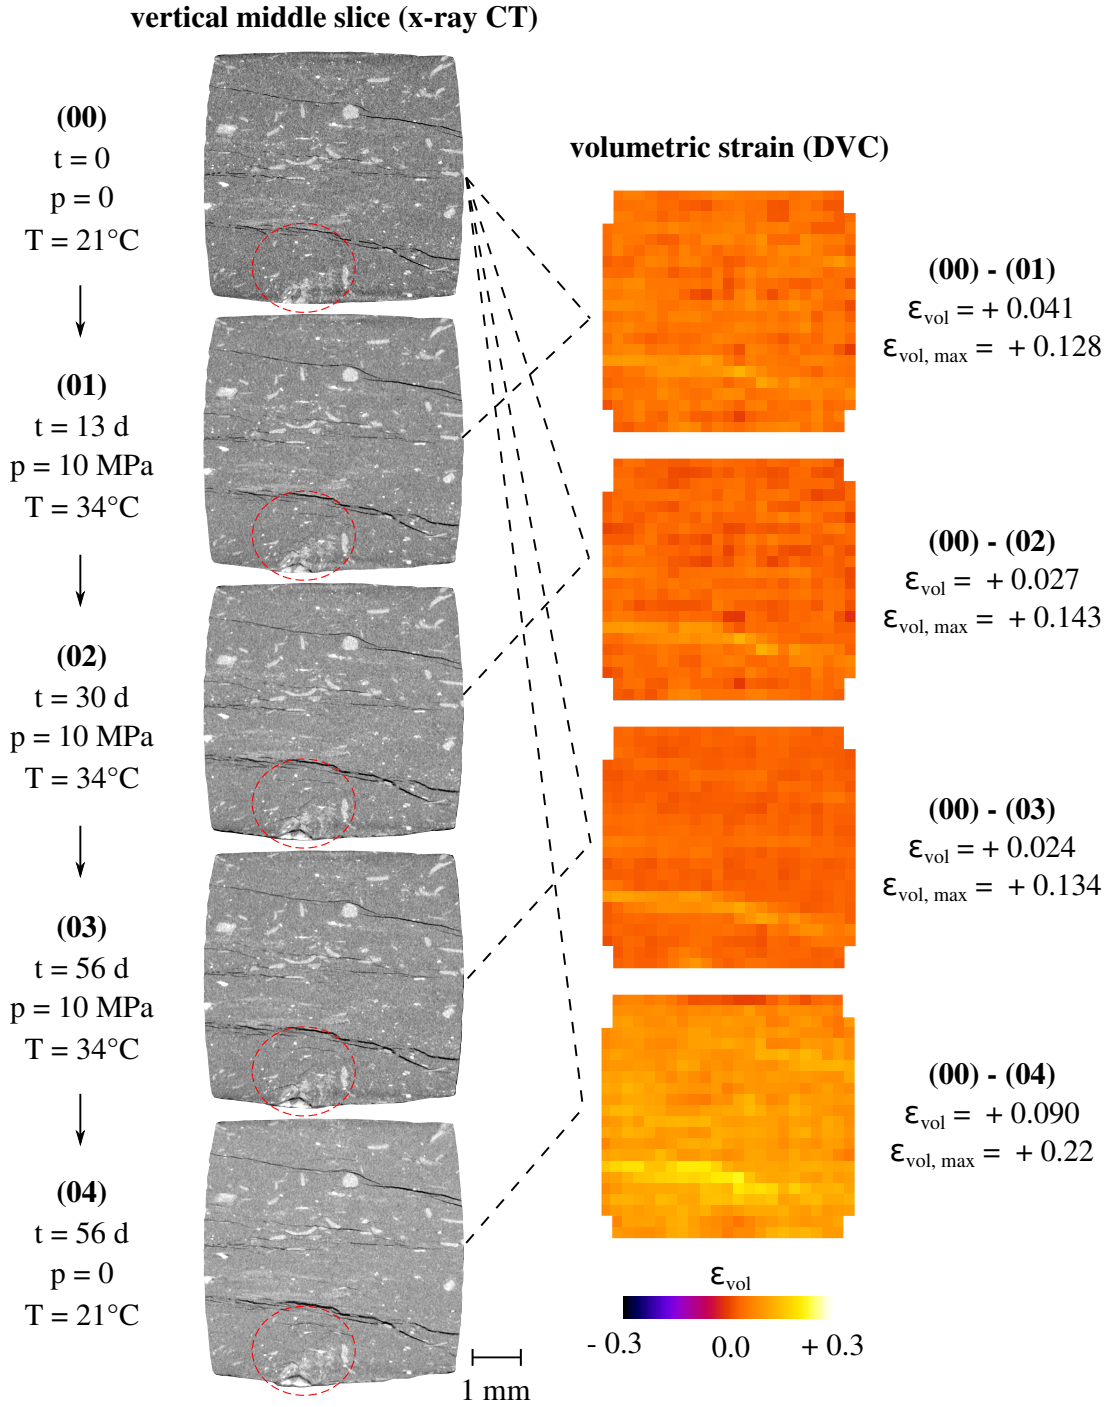 vertical middle slice (x-ray CT)
(00)
t = 0
p = 0
T = 21°C
(01)
t = 13 d
p = 10 MPa
T = 34°C
(02)
t = 30 d
p = 10 MPa
T = 34°C
(03)
t = 56 d
p = 10 MPa
T = 34°C
(04)
t = 56 d
p = 0
T = 21°C
1 mm
volumetric strain (DVC)
(00) - (01)
εvol = + 0.041
εvol, max = + 0.128
(00) - (02)
εvol = + 0.027
εvol, max = + 0.143
(00) - (03)
εvol = + 0.024
εvol, max = + 0.134
(00) - (04)
εvol = + 0.090
εvol, max = + 0.22
εvol
- 0.3 0.0 + 0.3